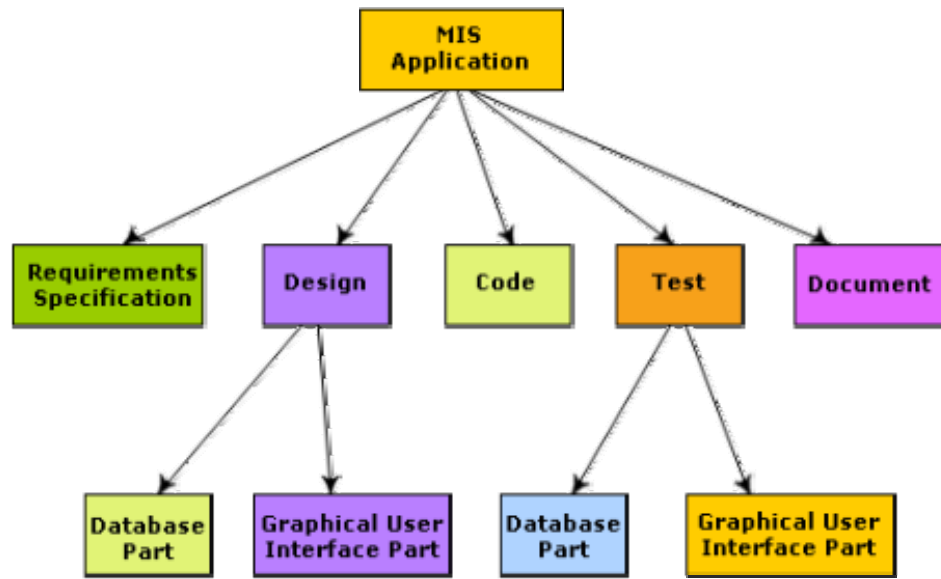 MIS
Application
Requirements
Specification
Design
Code
Test
Document
Database
Part
Graphical User
Interface Part
Database
Part
Graphical User
Interface Part